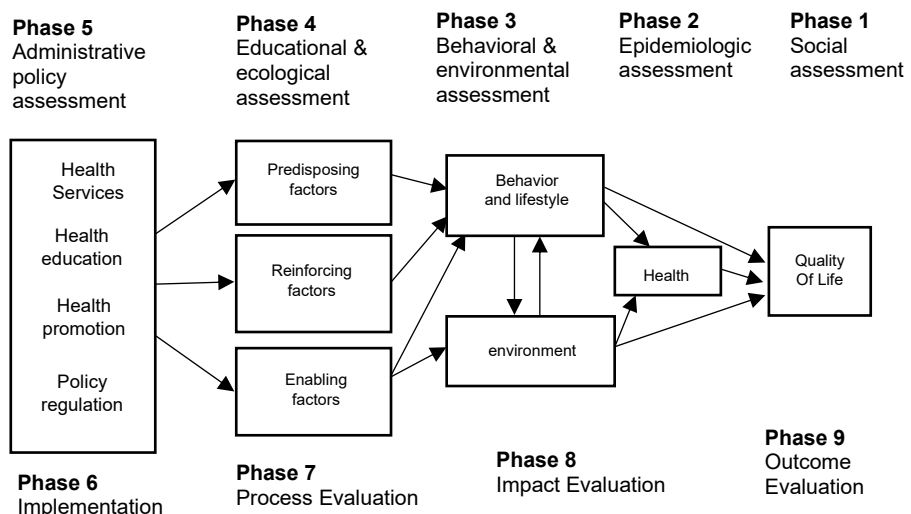 Phase 5
Administrative
policy
assessment
Phase 4
Educational &
ecological
assessment
Phase 3
Behavioral &
environmental
assessment
Phase 2
Epidemiologic
assessment
Phase 1
Social
assessment
Health
Services
Health
education
Health
promotion
Policy
regulation
Predisposing
factors
Reinforcing
factors
Enabling
factors
Behavior
and lifestyle
environment
Health
Quality
Of Life
Phase 6
Implementation
Phase 7
Process Evaluation
Phase 8
Impact Evaluation
Phase 9
Outcome
Evaluation